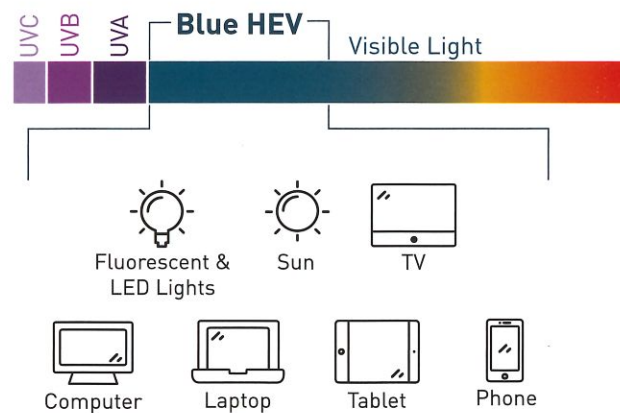 UVC
UVB
UVA
Blue HEV
Visible Light
Fluorescent &
LED Lights
Sun
TV
Computer
Laptop
Tablet
Phone